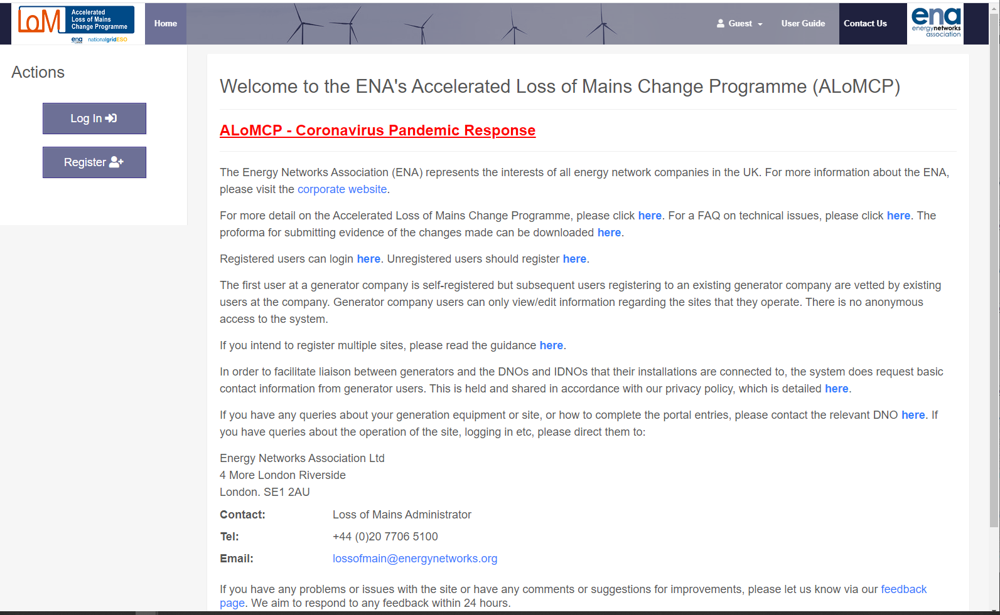 LoM
Accelerated
Loss of Mains
Change Programme
ena
nationalgridESO
Home
Guest
User Guide
Contact Us
ena
energynetworks
association
Actions
Log In
Register
Welcome to the ENA's Accelerated Loss of Mains Change Programme (ALoMCP)
ALoMCP - Coronavirus Pandemic Response
The Energy Networks Association (ENA) represents the interests of all energy network companies in the UK. For more information about the ENA,
please visit the corporate website.
For more detail on the Accelerated Loss of Mains Change Programme, please click here. For a FAQ on technical issues, please click here. The
proforma for submitting evidence of the changes made can be downloaded here.
Registered users can login here. Unregistered users should register here.
The first user at a generator company is self-registered but subsequent users registering to an existing generator company are vetted by existing
users at the company. Generator company users can only view/edit information regarding the sites that they operate. There is no anonymous
access to the system.
If you intend to register multiple sites, please read the guidance here.
In order to facilitate liaison between generators and the DNOs and IDNOs that their installations are connected to, the system does request basic
contact information from generator users. This is held and shared in accordance with our privacy policy, which is detailed here.
If you have any queries about your generation equipment or site, or how to complete the portal entries, please contact the relevant DNO here. If
you have queries about the operation of the site, logging in etc, please direct them to:
Energy Networks Association Ltd
4 More London Riverside
London. SE1 2AU
Contact: Loss of Mains Administrator
Tel: +44 (0)20 7706 5100
Email: lossofmain@energynetworks.org
If you have any problems or issues with the site or have any comments or suggestions for improvements, please let us know via our feedback
page. We aim to respond to any feedback within 24 hours.